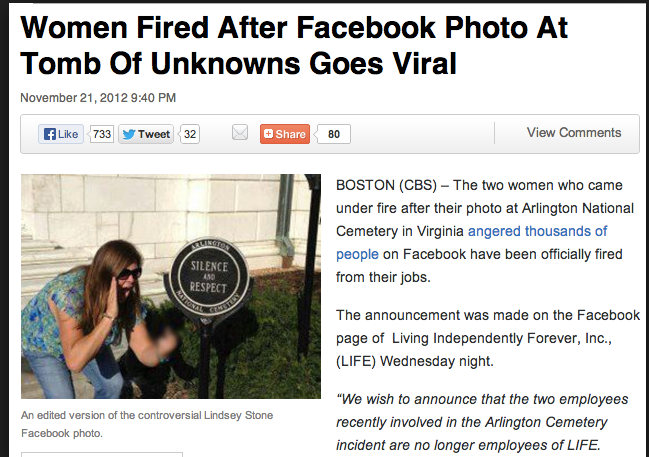 Women Fired After Facebook Photo At
Tomb Of Unknowns Goes Viral
November 21, 2012 9:40 PM
Like 733 Tweet 32 Share 80 View Comments
ARLINGTON
SILENCE
AND
RESPECT
NATIONAL CEMETERY
An edited version of the controversial Lindsey Stone
Facebook photo.
BOSTON (CBS) – The two women who came
under fire after their photo at Arlington National
Cemetery in Virginia angered thousands of
people on Facebook have been officially fired
from their jobs.
The announcement was made on the Facebook
page of Living Independently Forever, Inc.,
(LIFE) Wednesday night.
“We wish to announce that the two employees
recently involved in the Arlington Cemetery
incident are no longer employees of LIFE.